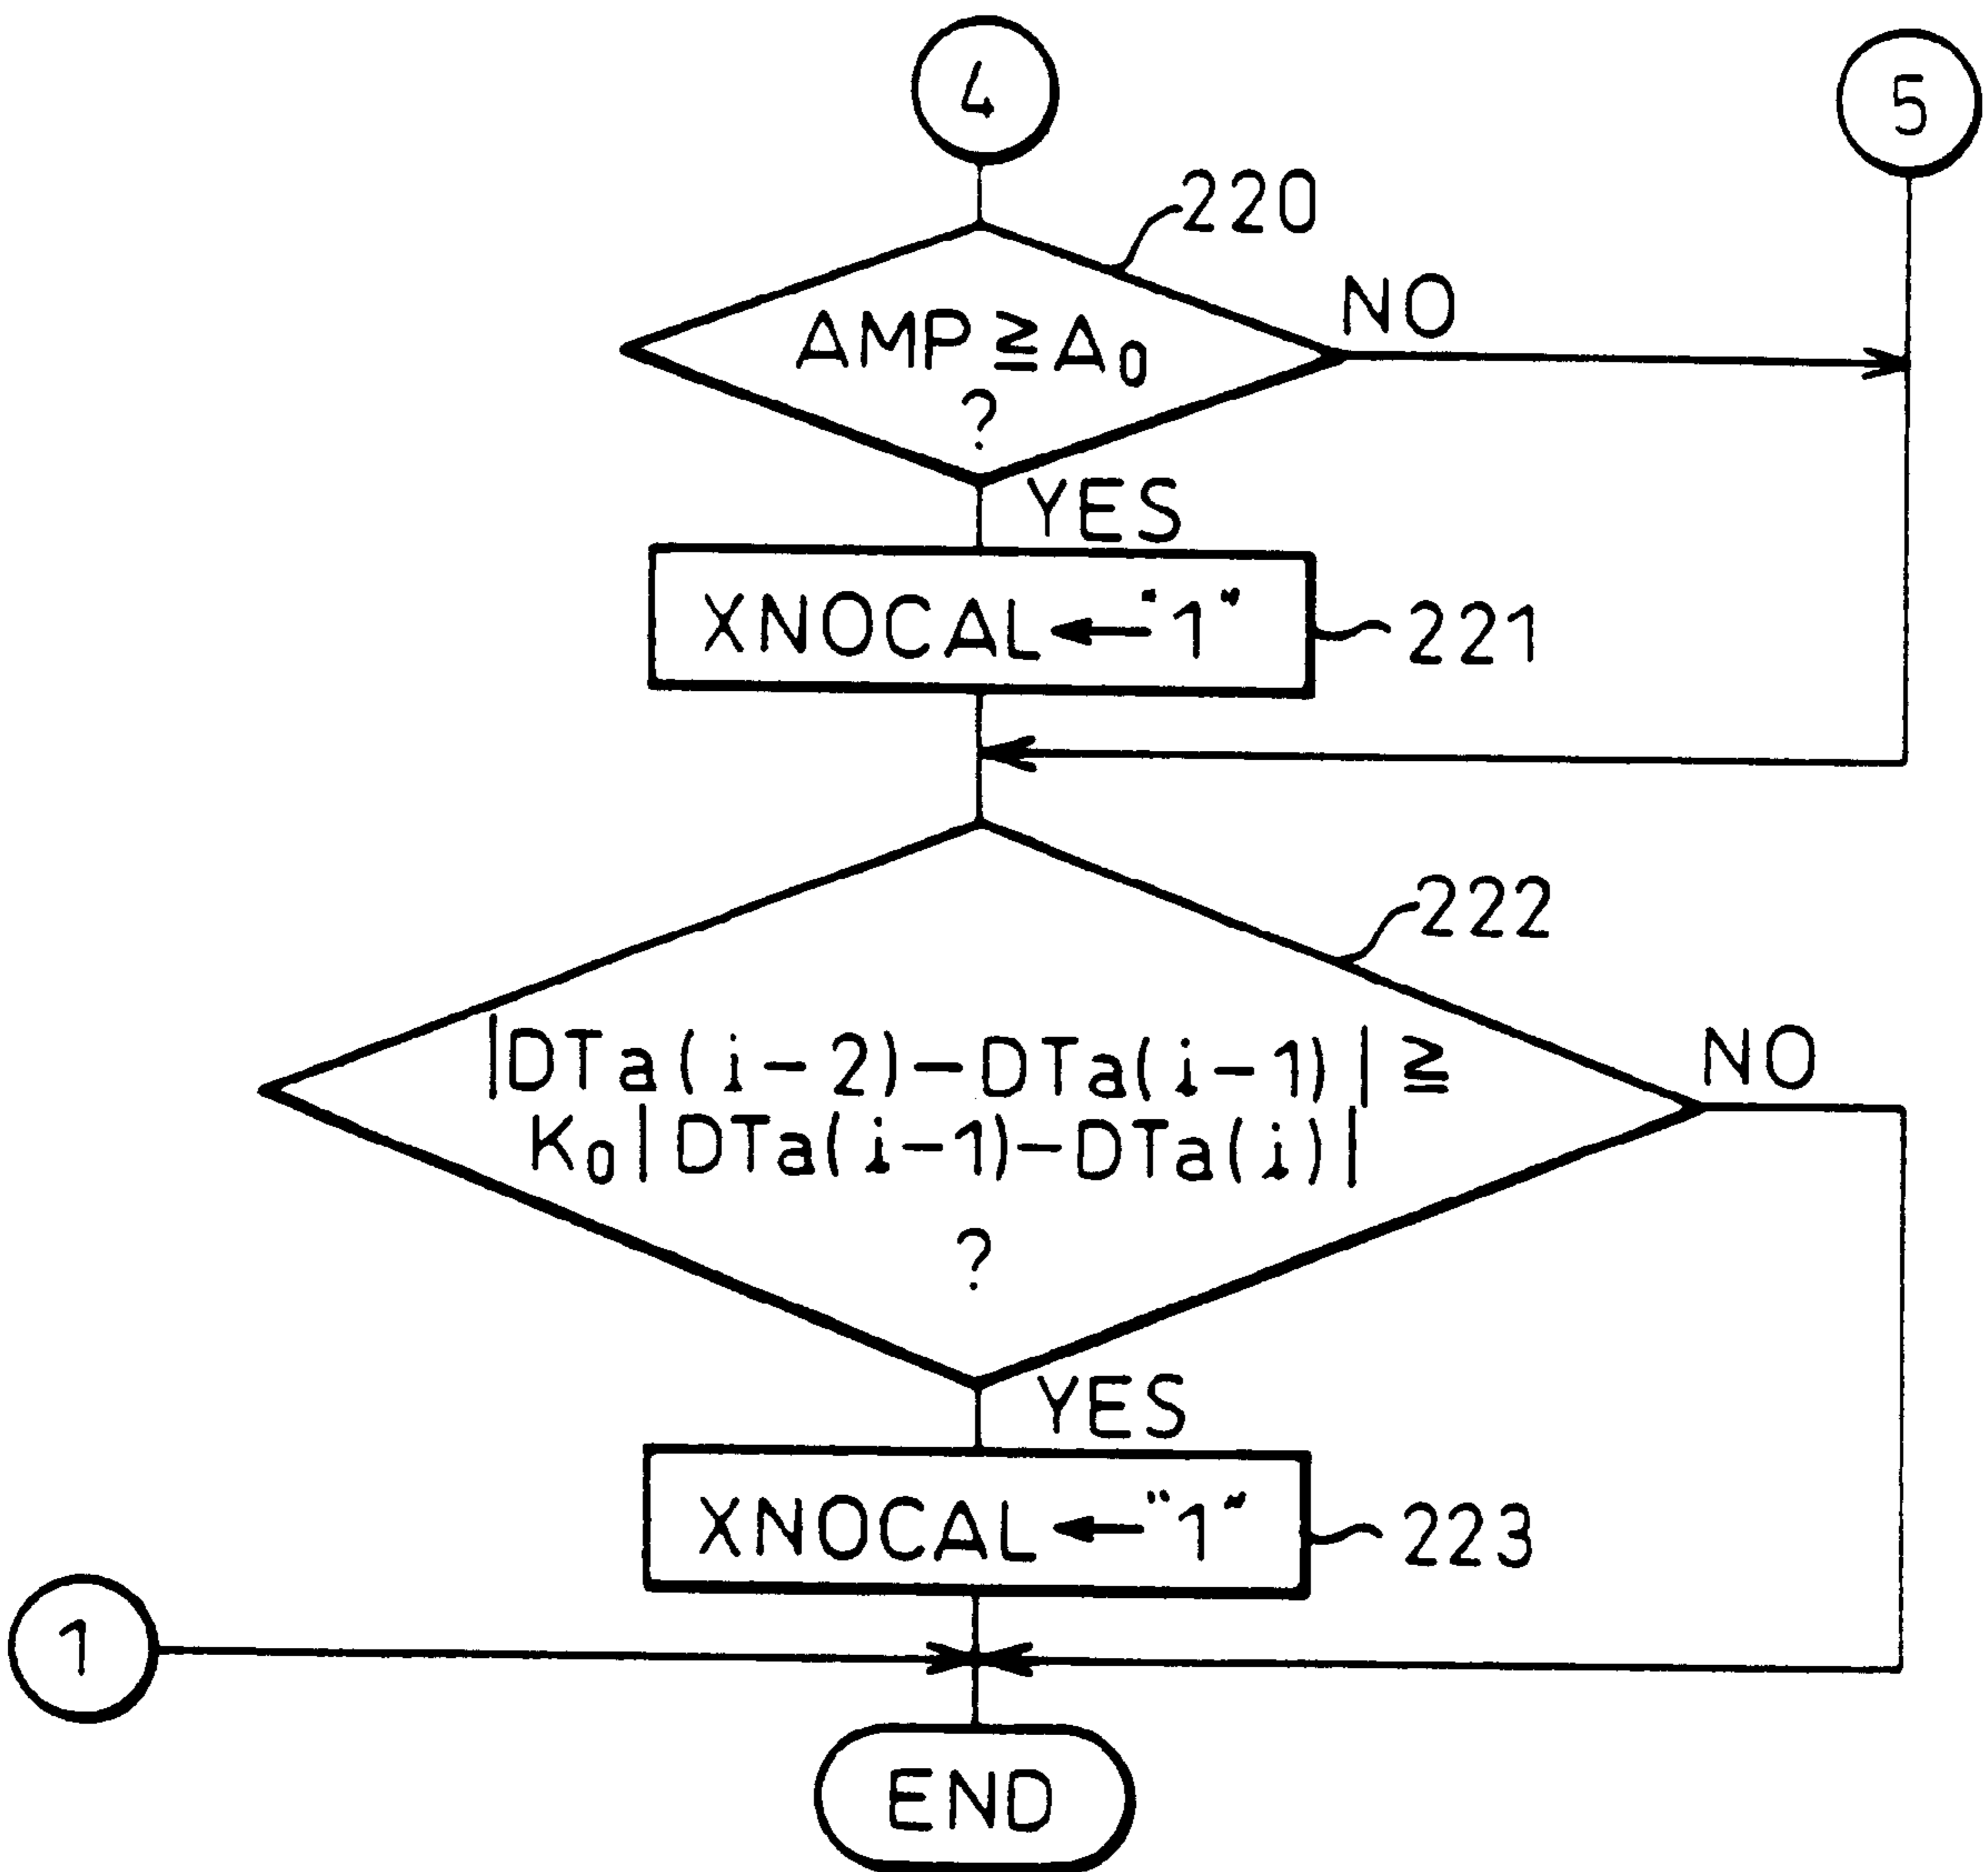 4
5
220
AMP≧A₀
?
NO
YES
XNOCAL←"1"
221
222
|DTa(i-2)-DTa(i-1)|≧
K₀|DTa(i-1)-DTa(i)|
?
NO
YES
XNOCAL←"1"
223
1
END